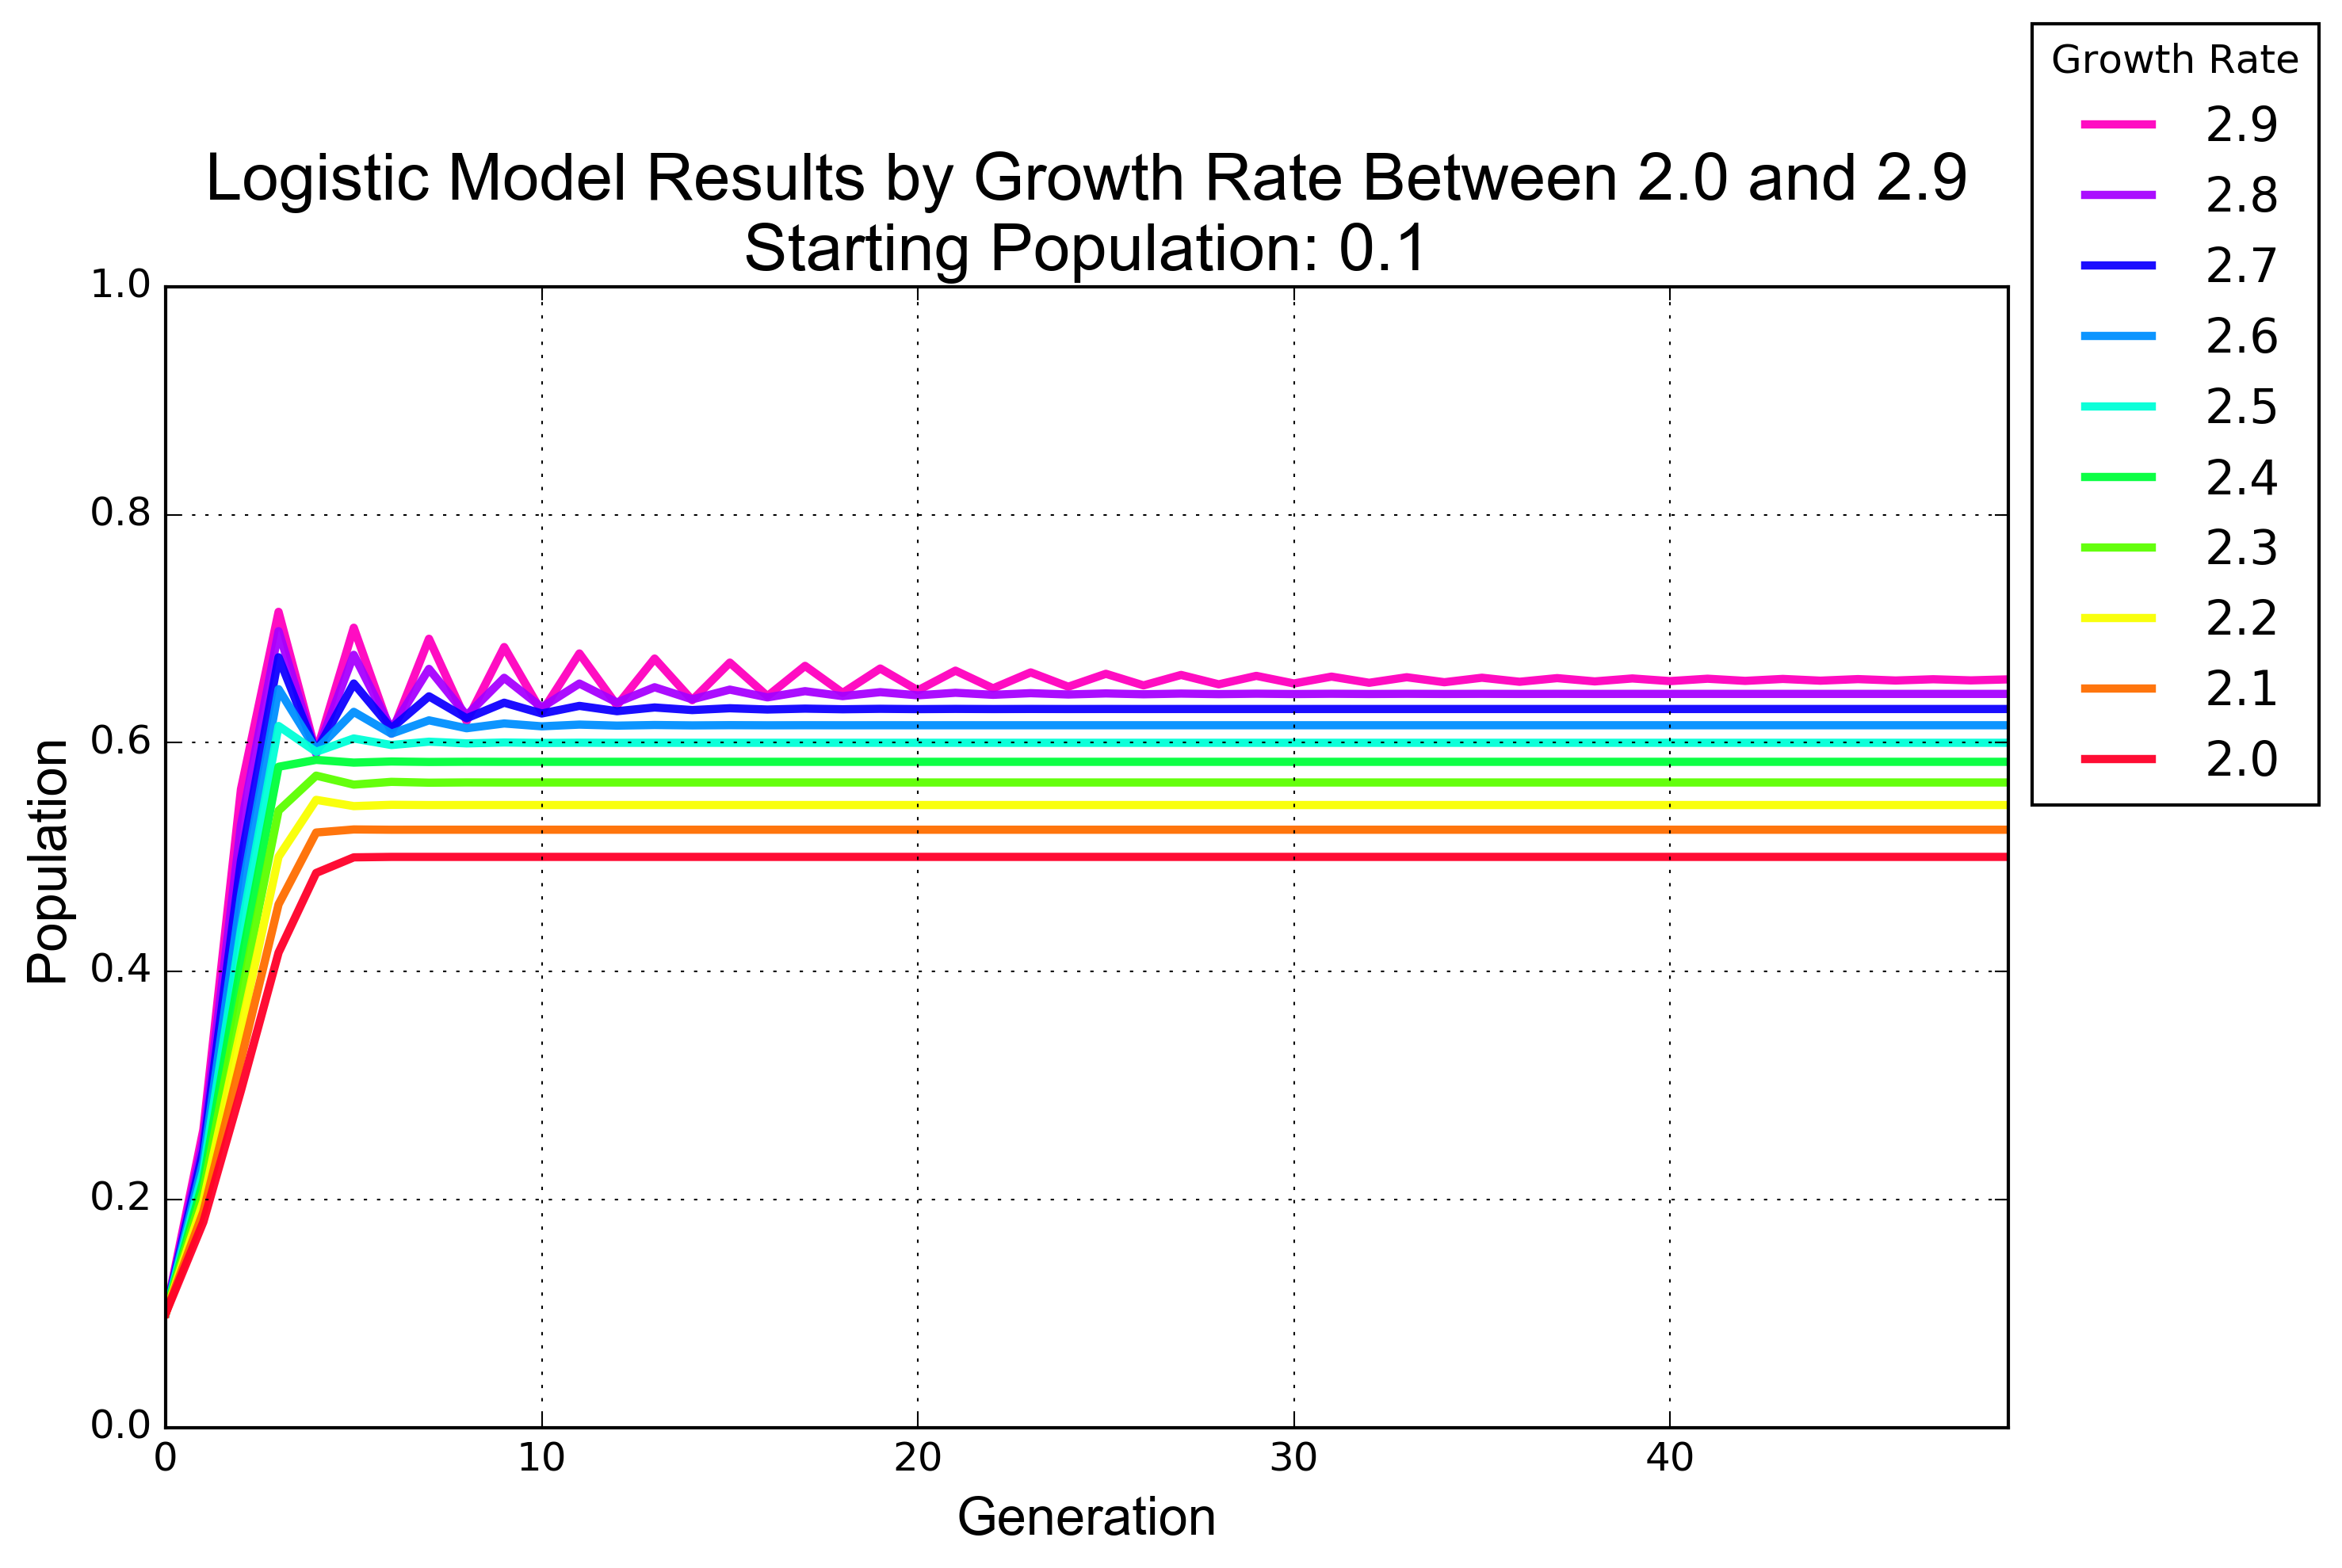 Logistic Model Results by Growth Rate Between 2.0 and 2.9
Starting Population: 0.1
Growth Rate
2.9
2.8
2.7
2.6
2.5
2.4
2.3
2.2
2.1
2.0
Population
1.0
0.8
0.6
0.4
0.2
0.0
0 10 20 30 40
Generation